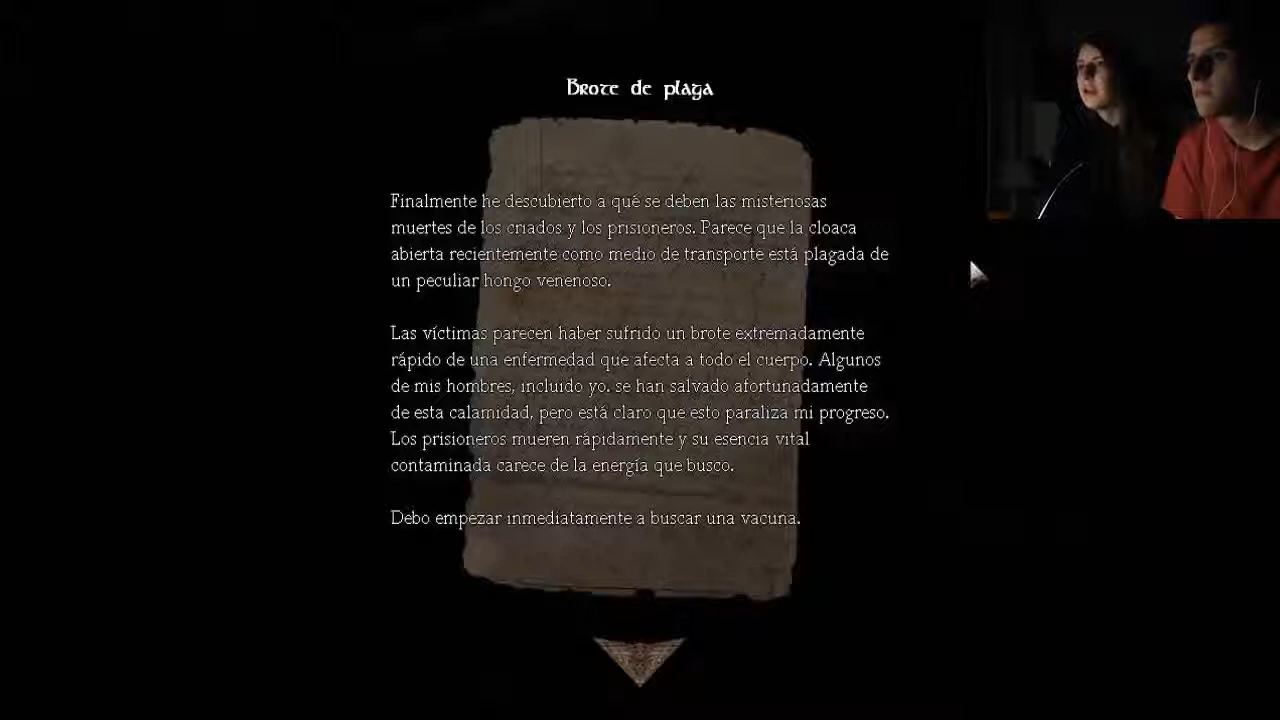 Brote de plaga
Finalmente he descubierto a qué se deben las misteriosas
muertes de los criados y los prisioneros. Parece que la cloaca
abierta recientemente como medio de transporte está plagada de
un peculiar hongo venenoso.
Las víctimas parecen haber sufrido un brote extremadamente
rápido de una enfermedad que afecta a todo el cuerpo. Algunos
de mis hombres, incluido yo. se han salvado afortunadamente
de esta calamidad, pero está claro que esto paraliza mi progreso.
Los prisioneros mueren rápidamente y su esencia vital
contaminada carece de la energía que busco.
Debo empezar inmediatamente a buscar una vacuna.